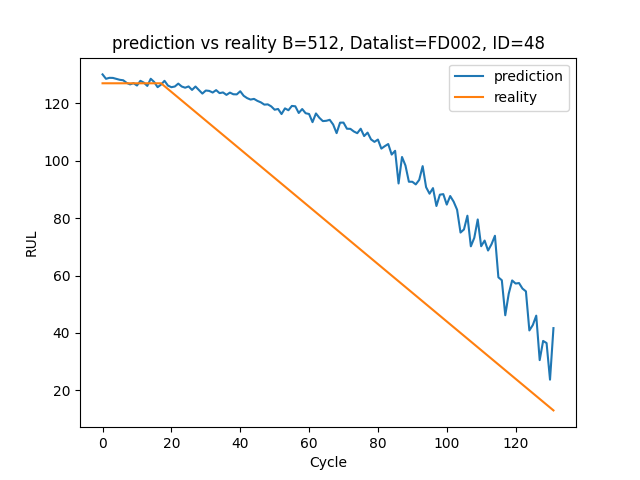 prediction vs reality B=512, Datalist=FD002, ID=48
prediction
reality
RUL
120
100
80
60
40
20
0 20 40 60 80 100 120
Cycle